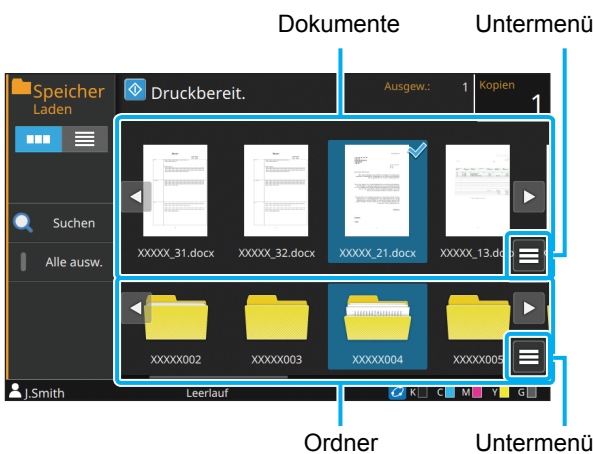 Dokumente
Untermenü
Speicher
Laden
Druckbereit.
Ausgew.: 1
Kopien
1
Suchen
Alle ausw.
XXXXX_31.docx
XXXXX_32.docx
XXXXX_21.docx
XXXXX_13.do
XXXXX002
XXXXX003
XXXXX004
XXXXX005
J.Smith
Leerlauf
K C M Y G
Ordner
Untermenü